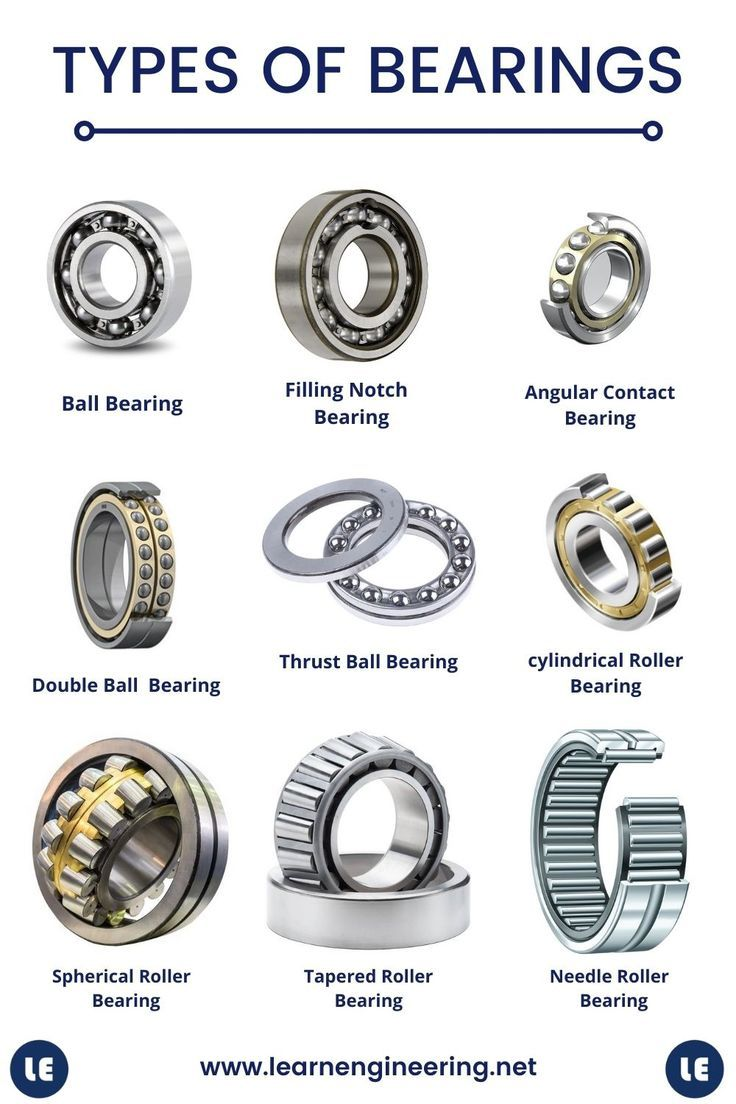 TYPES OF BEARINGS
Ball Bearing
Filling Notch
Bearing
Angular Contact
Bearing
Double Ball  Bearing
Thrust Ball Bearing
cylindrical Roller
Bearing
Spherical Roller
Bearing
Tapered Roller
Bearing
Needle Roller
Bearing
LE
www.learnengineering.net
LE